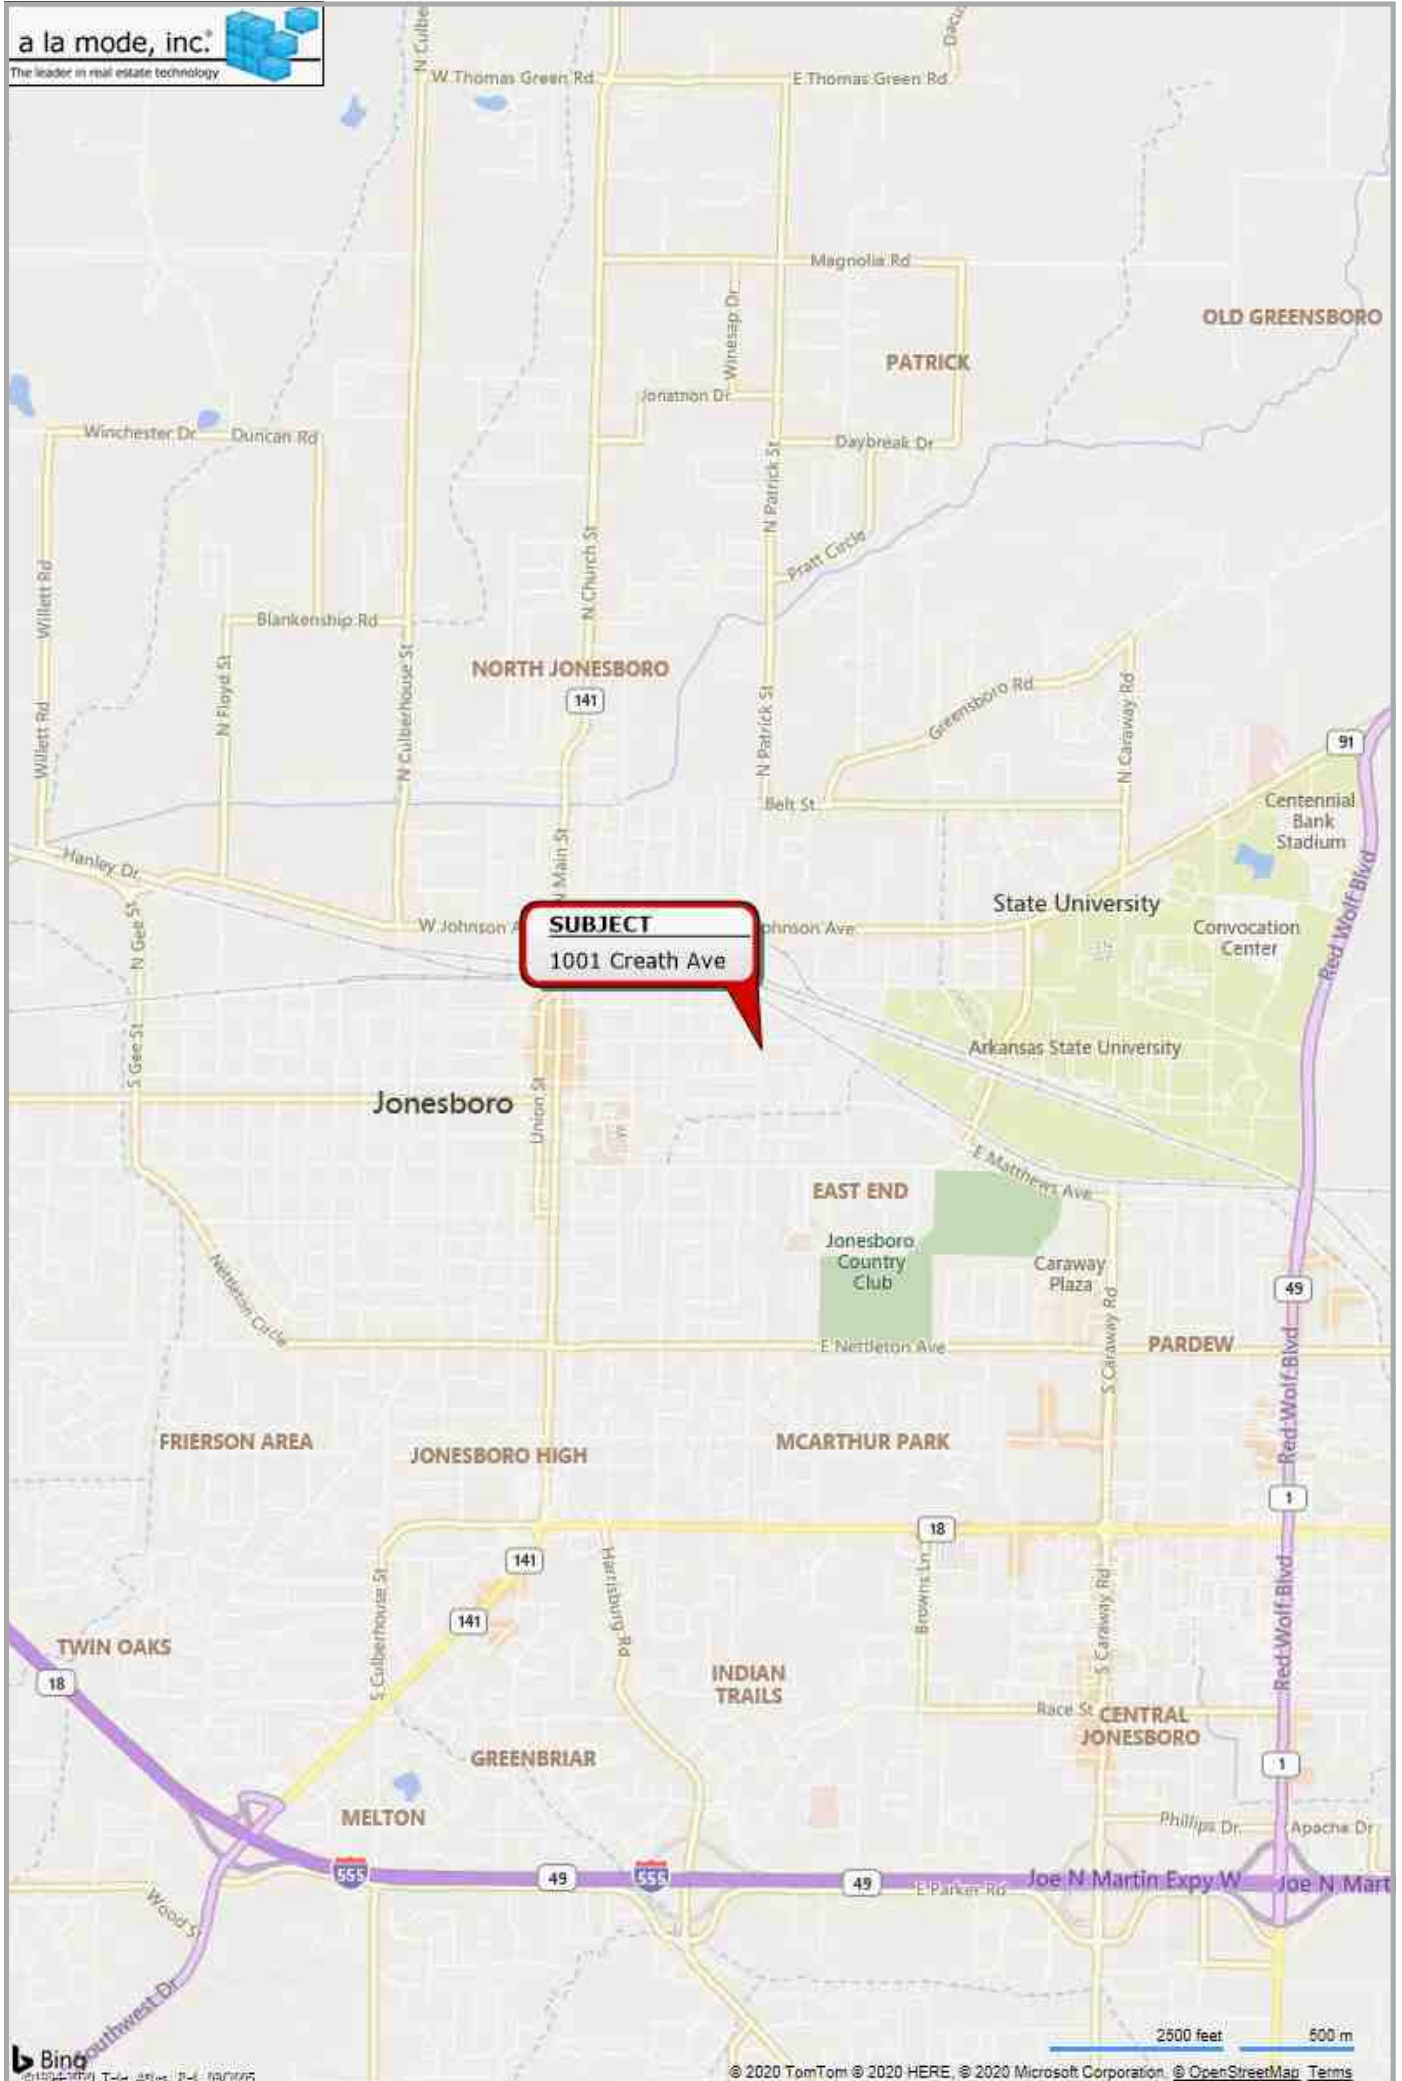 a la mode, inc.
The leader in real estate technology
W Thomas Green Rd
E Thomas Green Rd
Magnolia Rd
Winesap Dr
OLD GREENSBORO
PATRICK
Jonathon Dr
Winchester Dr
Duncan Rd
Daybreak Dr
N Patrick St
N Church St
Pratt Circle
Willett Rd
Blankenship Rd
N Floyd St
N Culberhouse St
NORTH JONESBORO
141
Greensboro Rd
N Patrick St
N Caraway Rd
Willett Rd
91
Belt St
Centennial
Bank
Stadium
Hanley Dr
N Main St
Red Wolf Blvd
State University
N Gee St
W Johnson A
SUBJECT
1001 Creath Ave
ohnson Ave
Convocation
Center
S Gee St
Arkansas State University
Jonesboro
Union St
E Matthews Ave
EAST END
Jonesboro
Country
Club
Caraway
Plaza
Nettleton Circle
49
S Caraway Rd
E Nettleton Ave
PARDEW
Red Wolf Blvd
FRIERSON AREA
JONESBORO HIGH
MCARTHUR PARK
1
18
141
Harrisburg Rd
S Culberhouse St
Browns Ln
S Caraway Rd
Red Wolf Blvd
141
TWIN OAKS
18
INDIAN
TRAILS
Race St
CENTRAL
JONESBORO
GREENBRIAR
1
MELTON
Phillips Dr
Apache Dr
555
49
555
49
E Parker Rd
Joe N Martin Expy W
Joe N Mart
Wood St
outhwest Dr
2500 feet
500 m
Bing
© 2020 TomTom © 2020 HERE, © 2020 Microsoft Corporation, © OpenStreetMap Terms